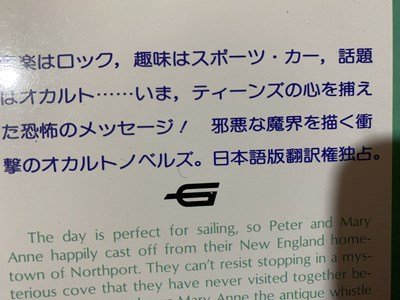 楽はロック，趣味はスポーツ・カー，話題
はオカルト……いま，ティーンズの心を捕え
た恐怖のメッセージ！　邪悪な魔界を描く衝
撃のオカルトノベルズ。日本語版翻訳権独占。
G
The day is perfect for sailing, so Peter and Mary
Anne happily cast off from their New England home-
town of Northport. They can't resist stopping in a mys-
terious cove that they have never visited together be-
Mary Anne the antique whistle